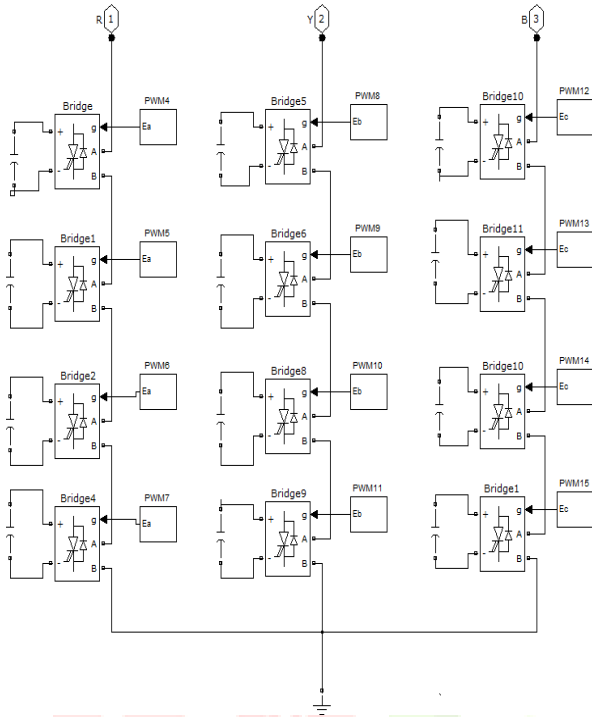 R 1 Y 2 B 3
Bridge PWM4 Bridge5 PWM8 Bridge10 PWM12
+ g Ea + g Eb + g Ec
A A A
- B - B - B
Bridge1 PWM5 Bridge6 PWM9 Bridge11 PWM13
+ g Ea + g Eb + g Ec
A A A
- B - B - B
Bridge2 PWM6 Bridge8 PWM10 Bridge10 PWM14
+ g Ea + g Eb + g Ec
A A A
- B - B - B
Bridge4 PWM7 Bridge9 PWM11 Bridge1 PWM15
+ g Ea + g Eb + g Ec
A A A
- B - B - B